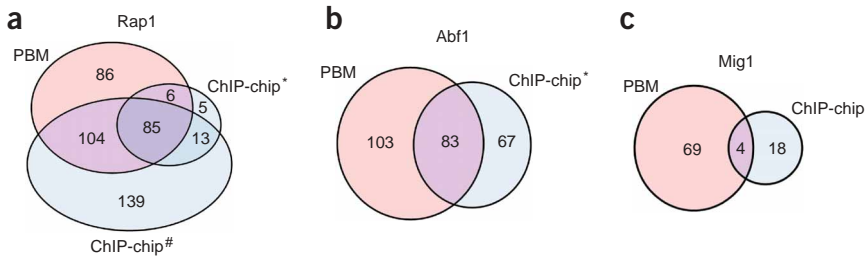 a
Rap1
PBM
86
ChIP-chip*
6
5
104
85
13
139
ChIP-chip#
b
Abf1
PBM
ChIP-chip*
103
83
67
c
Mig1
PBM
ChIP-chip
69
4
18